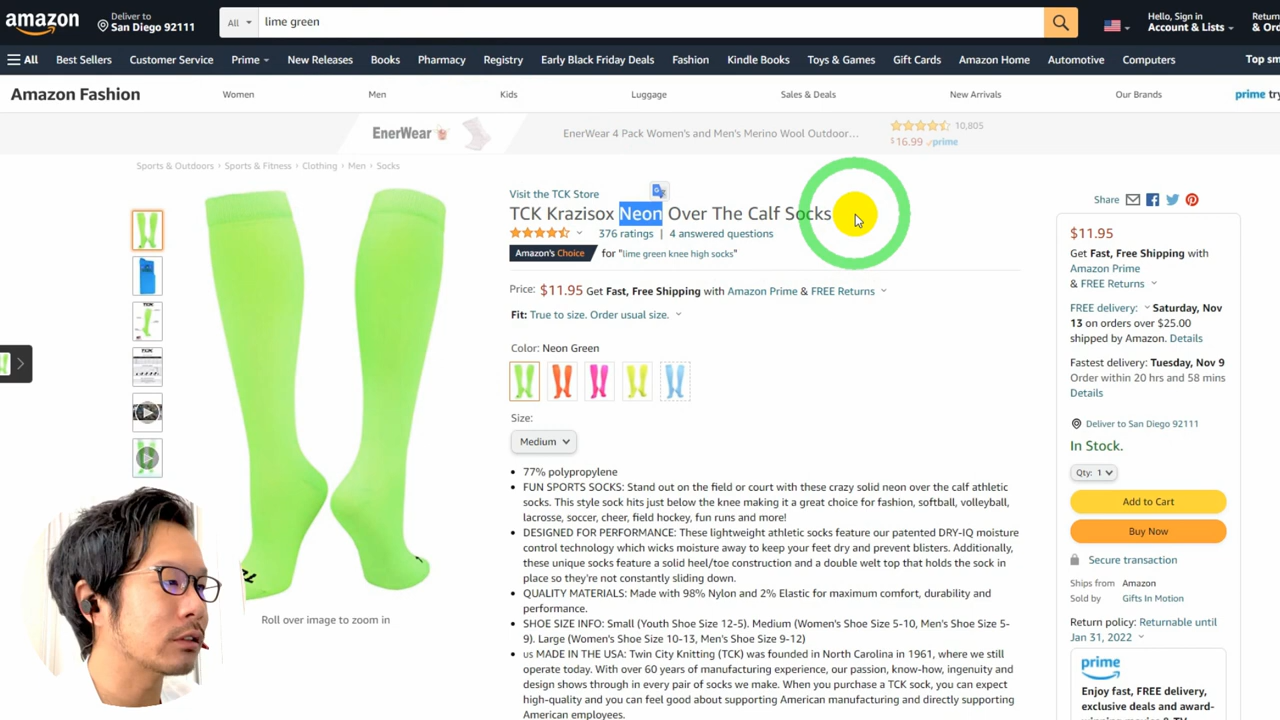 amazon
Deliver to
San Diego 92111
All
lime green
Hello, Sign in
Account & Lists
Return
& Ord
All
Best Sellers
Customer Service
Prime
New Releases
Books
Pharmacy
Registry
Early Black Friday Deals
Fashion
Kindle Books
Toys & Games
Gift Cards
Amazon Home
Automotive
Computers
Top sm
Amazon Fashion
Women
Men
Kids
Luggage
Sales & Deals
New Arrivals
Our Brands
prime try
EnerWear
EnerWear 4 Pack Women's and Men's Merino Wool Outdoor...
10,805
$16.99 prime
Sports & Outdoors › Sports & Fitness › Clothing › Men › Socks
Visit the TCK Store
TCK Krazisox Neon Over The Calf Socks
376 ratings | 4 answered questions
Amazon's Choice for "lime green knee high socks"
Price: $11.95 Get Fast, Free Shipping with Amazon Prime & FREE Returns
Fit: True to size. Order usual size.
Color: Neon Green
Size:
Medium
• 77% polypropylene
• FUN SPORTS SOCKS: Stand out on the field or court with these crazy solid neon over the calf athletic
socks. This style sock hits just below the knee making it a great choice for fashion, softball, volleyball,
lacrosse, soccer, cheer, field hockey, fun runs and more!
• DESIGNED FOR PERFORMANCE: These lightweight athletic socks feature our patented DRY-IQ moisture
control technology which wicks moisture away to keep your feet dry and prevent blisters. Additionally,
these unique socks feature a solid heel/toe construction and a double welt top that holds the sock in
place so they're not constantly sliding down.
• QUALITY MATERIALS: Made with 98% Nylon and 2% Elastic for maximum comfort, durability and
performance.
• SHOE SIZE INFO: Small (Youth Shoe Size 12-5). Medium (Women's Shoe Size 5-10, Men's Shoe Size 5-
9). Large (Women's Shoe Size 10-13, Men's Shoe Size 9-12)
• us MADE IN THE USA: Twin City Knitting (TCK) was founded in North Carolina in 1961, where we still
operate today. With over 60 years of manufacturing experience, our passion, know-how, ingenuity and
design shows through in every pair of socks we make. When you purchase a TCK sock, you can expect
high-quality and you can feel good about supporting American manufacturing and directly supporting
American employees.
Roll over image to zoom in
Share
$11.95
Get Fast, Free Shipping with
Amazon Prime
& FREE Returns
FREE delivery: Saturday, Nov
13 on orders over $25.00
shipped by Amazon. Details
Fastest delivery: Tuesday, Nov 9
Order within 20 hrs and 58 mins
Details
Deliver to San Diego 92111
In Stock.
Qty: 1
Add to Cart
Buy Now
Secure transaction
Ships from Amazon
Sold by Gifts In Motion
Return policy: Returnable until
Jan 31, 2022
prime
Enjoy fast, FREE delivery,
exclusive deals and award-